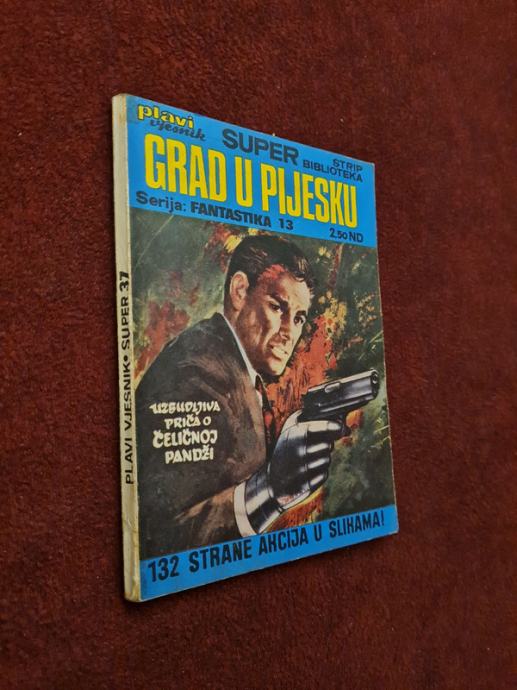 plavi
vjesnik
SUPER
STRIP
BIBLIOTEKA
GRAD U PIJESKU
Serija: FANTASTIKA 13
2,50 ND
UZBUDLJIVA
PRIČA O
ČELIČNOJ
PANDŽI
132 STRANE AKCIJA U SLIKAMA!
PLAVI VJESNIK • SUPER 37